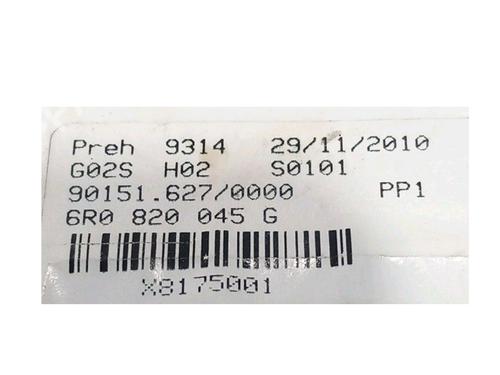 Preh 9314 29/11/2010
G02S H02 S0101
90151.627/0000 PP1
6R0 820 045 G
X8175001